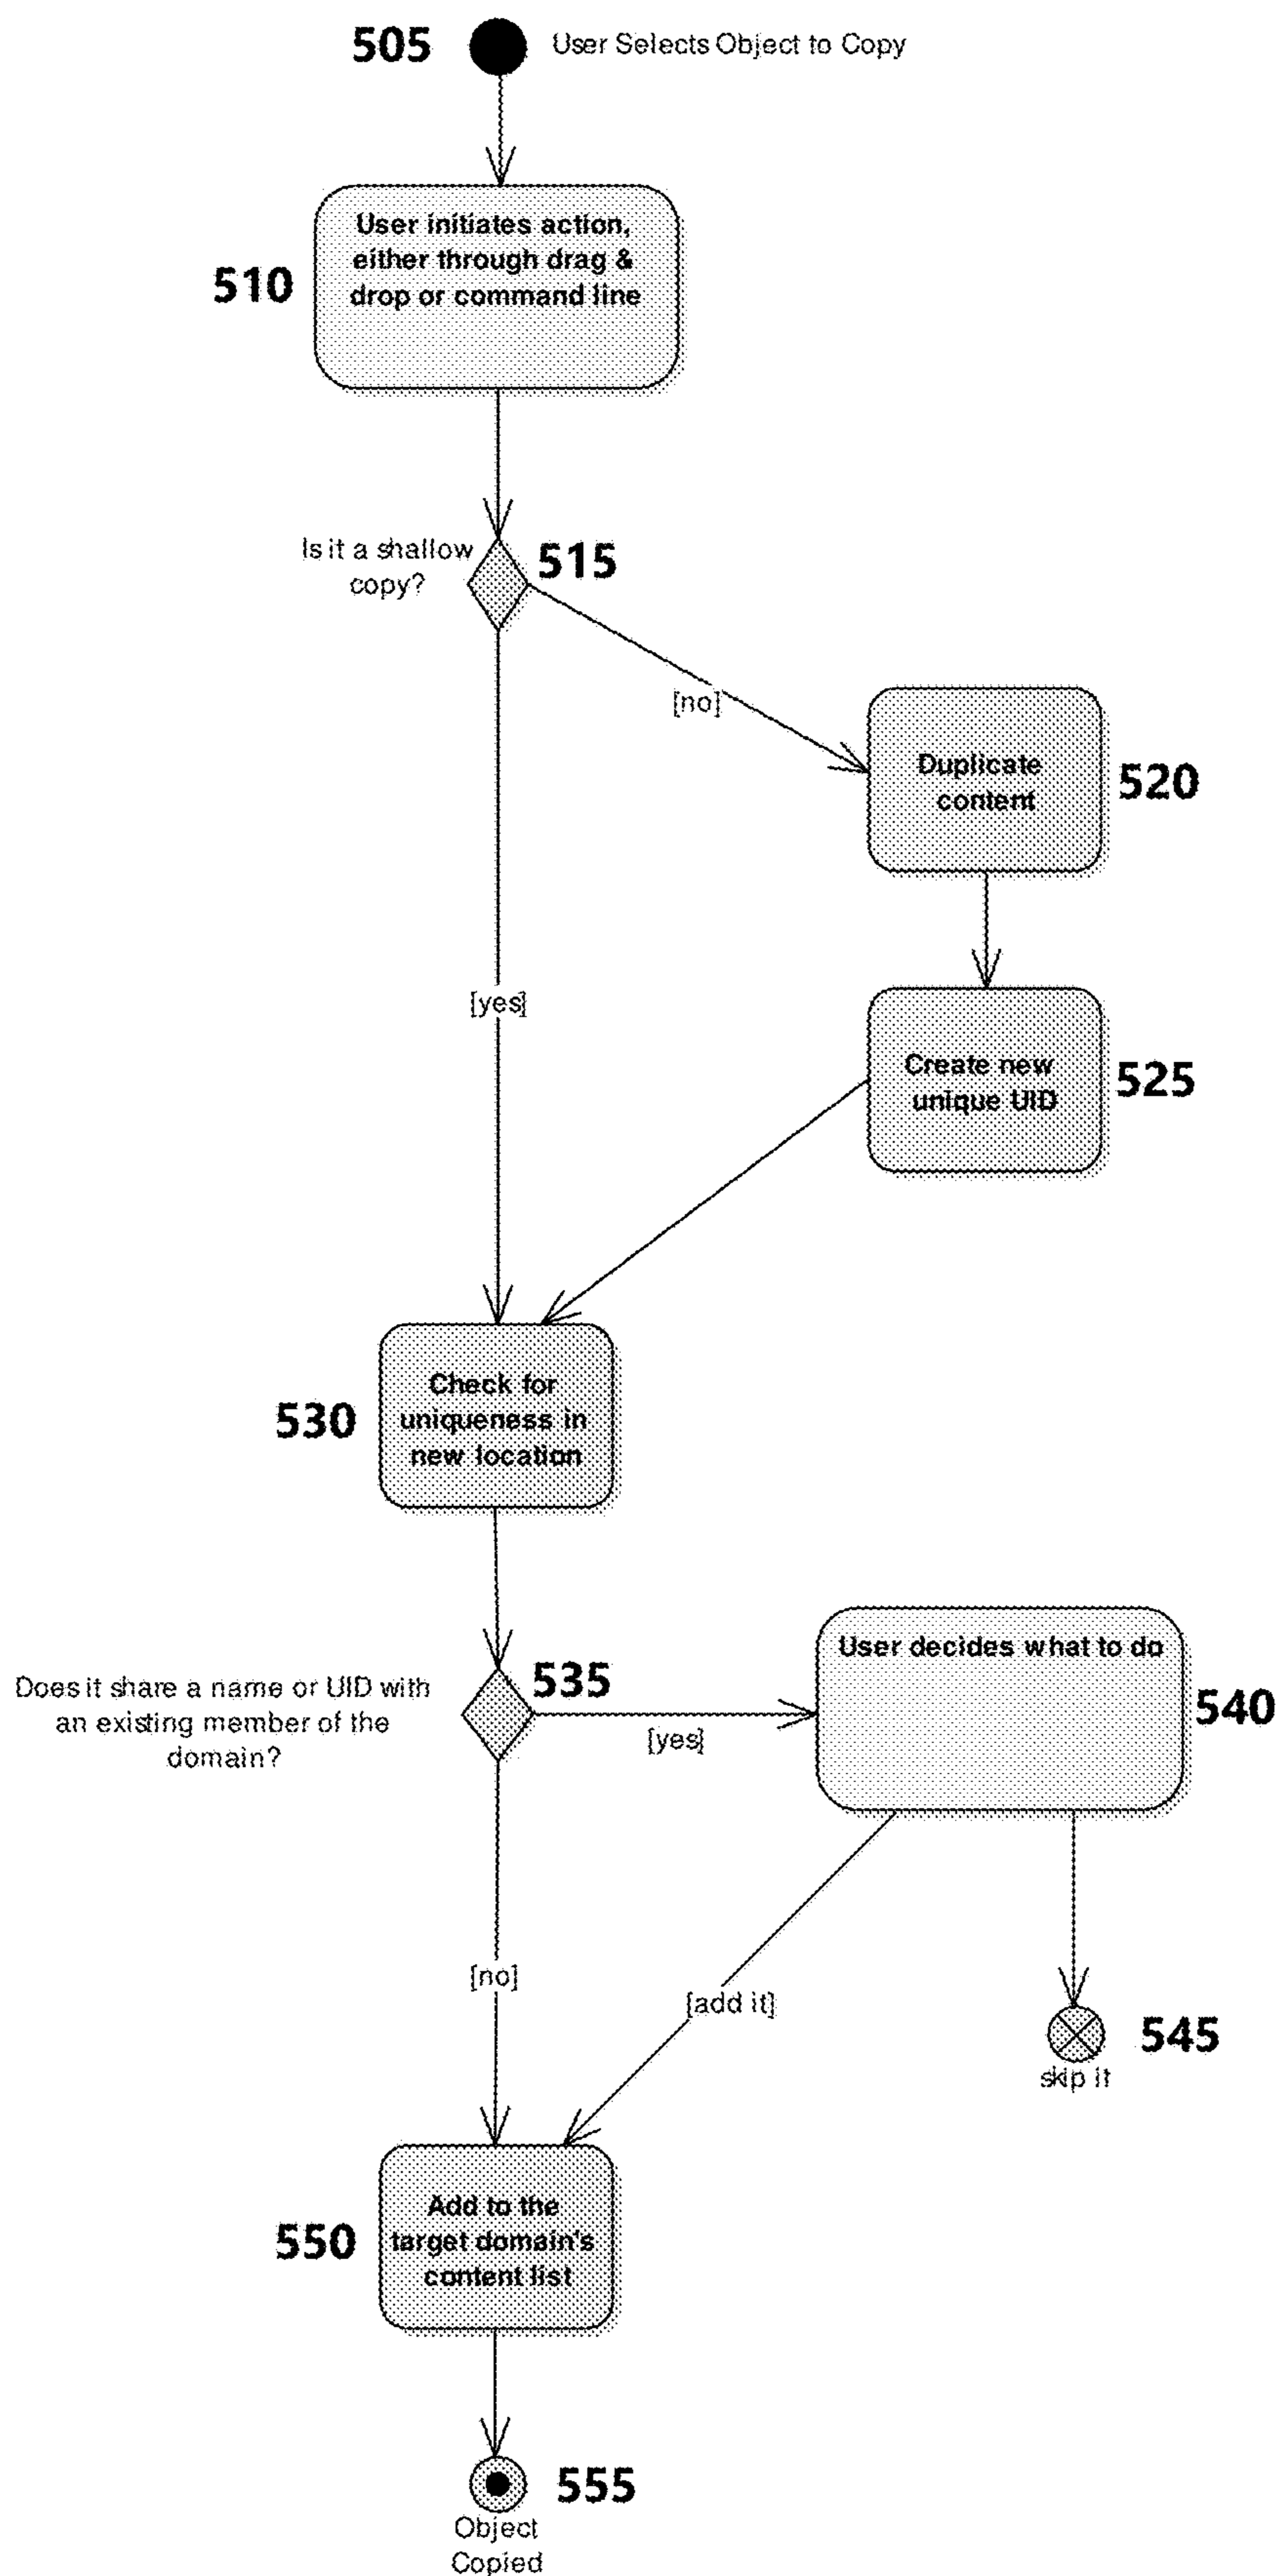 505
User Selects Object to Copy
510
User initiates action,
either through drag &
drop or command line
Is it a shallow
copy?
515
[no]
Duplicate
content
520
[yes]
Create new
unique UID
525
530
Check for
uniqueness in
new location
Does it share a name or UID with
an existing member of the
domain?
535
[yes]
User decides what to do
540
[no]
[add it]
545
skip it
550
Add to the
target domain's
content list
555
Object
Copied